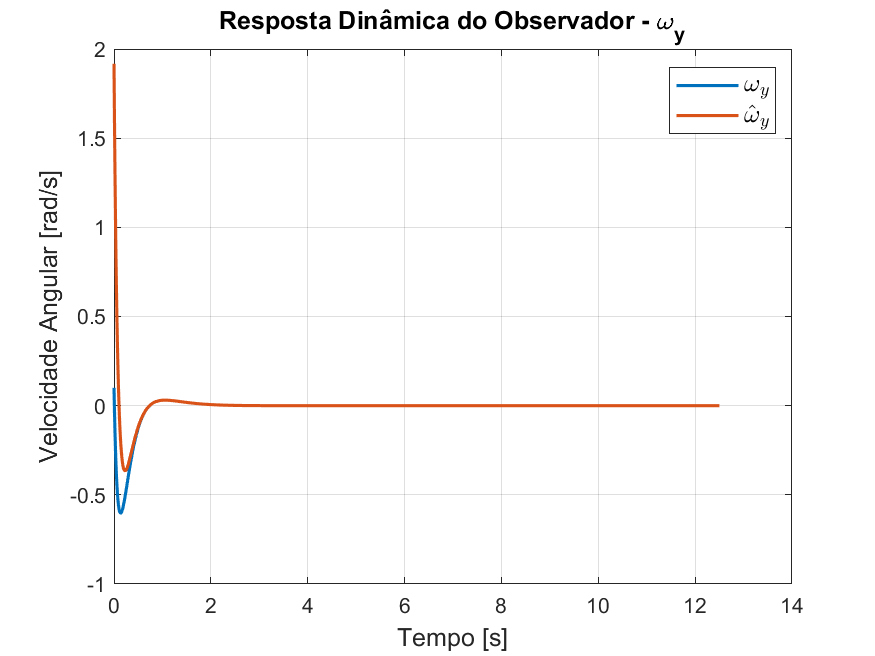 Resposta Dinâmica do Observador - ω_y
Velocidade Angular [rad/s]
2
1.5
1
0.5
0
-0.5
-1
0 2 4 6 8 10 12 14
Tempo [s]
ω_y
ω̂_y